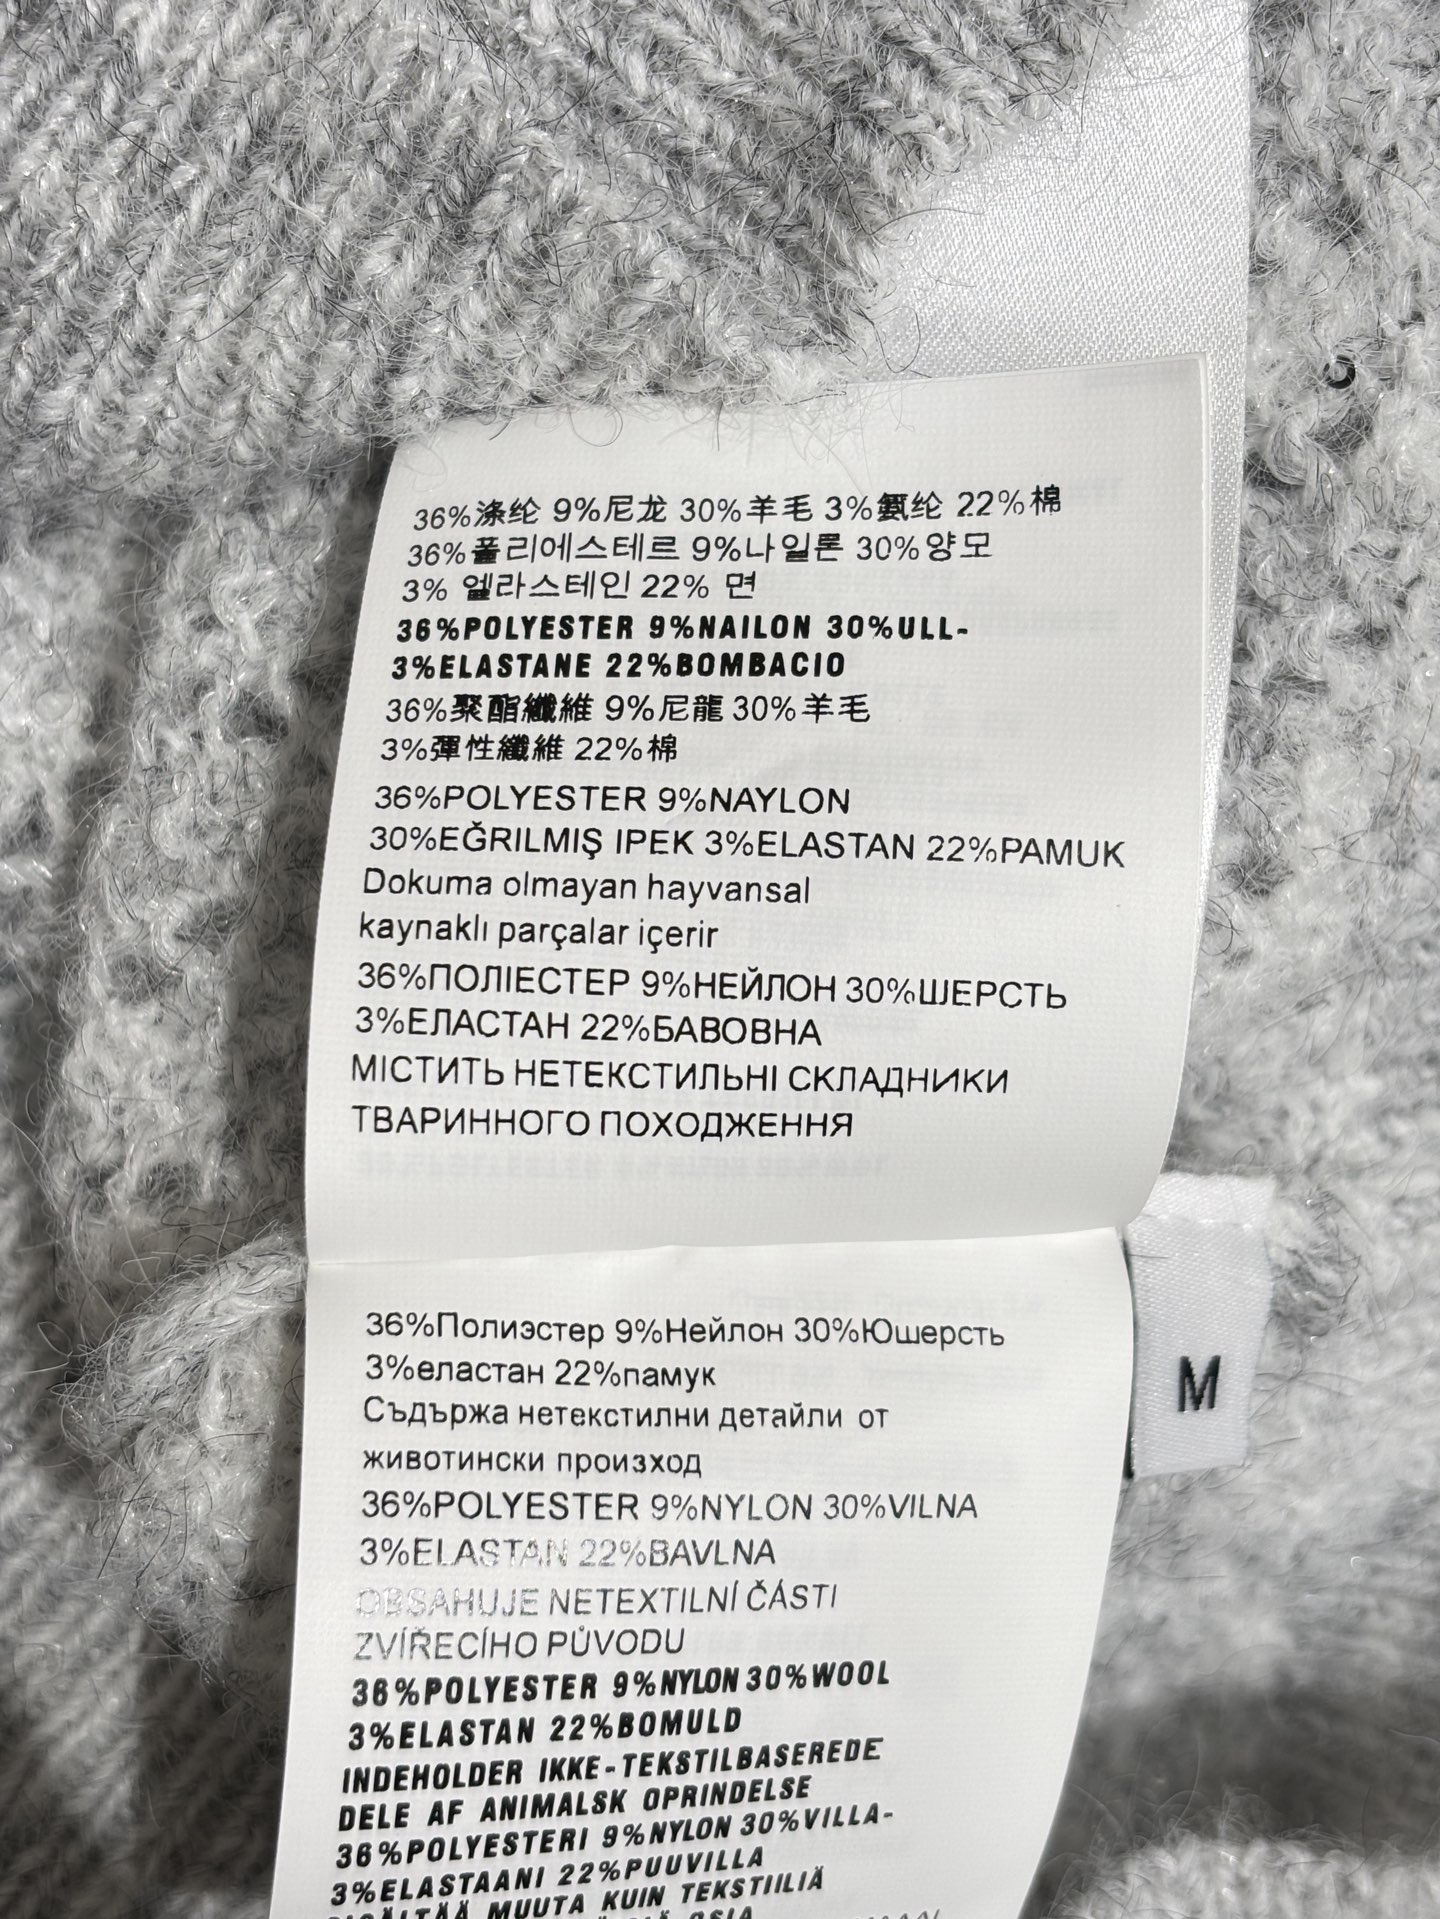 36%涤纶 9%尼龙 30%羊毛 3%氨纶 22%棉
36%폴리에스테르 9%나일론 30%양모
3% 엘라스테인 22% 면
36%POLYESTER 9%NAILON 30%ULL-
3%ELASTANE 22%BOMBACIO
36%聚酯纖維 9%尼龍 30%羊毛
3%彈性纖維 22%棉
36%POLYESTER 9%NAYLON
30%EĞRILMIŞ IPEK 3%ELASTAN 22%PAMUK
Dokuma olmayan hayvansal
kaynaklı parçalar içerir
36%ПОЛІЕСТЕР 9%НЕЙЛОН 30%ШЕРСТЬ
3%ЕЛАСТАН 22%БАВОВНА
МІСТИТЬ НЕТЕКСТИЛЬНІ СКЛАДНИКИ
ТВАРИННОГО ПОХОДЖЕННЯ
36%Полиэстер 9%Нейлон 30%Юшерсть
3%еластан 22%памук
Съдържа нетекстилни детайли от
животински произход
36%POLYESTER 9%NYLON 30%VILNA
3%ELASTAN 22%BAVLNA
OBSAHUJE NETEXTILNÍ ČÁSTI
ZVÍŘECÍHO PŮVODU
36%POLYESTER 9%NYLON 30%WOOL
3%ELASTAN 22%BOMULD
INDEHOLDER IKKE-TEKSTILBASEREDE
DELE AF ANIMALSK OPRINDELSE
36%POLYESTERI 9%NYLON 30%VILLA-
3%ELASTAANI 22%PUUVILLA
MUUTA KUIN TEKSTIILIÄ
M